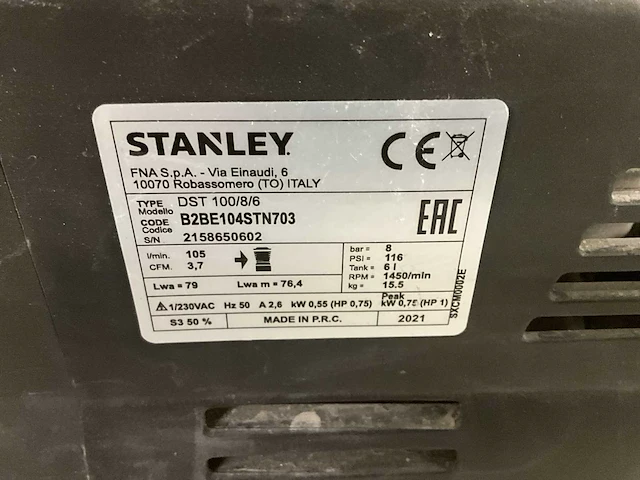 STANLEY.
CE
FNA S.p.A. - Via Einaudi, 6
10070 Robassomero (TO) ITALY
TYPE DST 100/8/6
Modello
CODE B2BE104STN703
Codice
S/N 2158650602
EAC
l/min. 105
CFM. 3,7
bar = 8
PSI = 116
Tank = 6 l
RPM = 1450/min
kg = 15.5
Lwa = 79 Lwa m = 76,4
1/230VAC Hz 50 A 2,6 kW 0,55 (HP 0,75) Peak kW 0,75 (HP 1)
S3 50 % MADE IN P.R.C. 2021
SXCM0002E